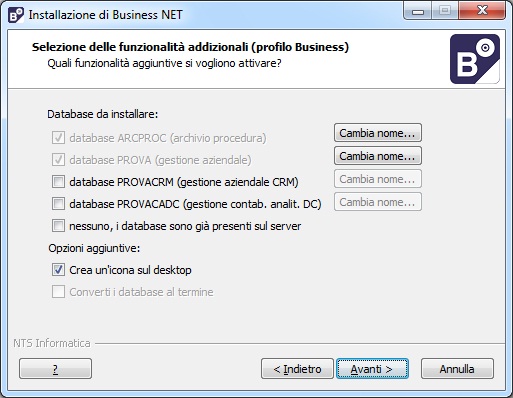 Installazione di Business NET
Selezione delle funzionalità addizionali (profilo Business)
Quali funzionalità aggiuntive si vogliono attivare?
B
Database da installare:
database ARCPROC (archivio procedura)
Cambia nome...
database PROVA (gestione aziendale)
Cambia nome...
database PROVACRM (gestione aziendale CRM)
Cambia nome...
database PROVACADC (gestione contab. analit. DC)
Cambia nome...
nessuno, i database sono già presenti sul server
Opzioni aggiuntive:
Crea un'icona sul desktop
Converti i database al termine
NTS Informatica
?
< Indietro
Avanti >
Annulla